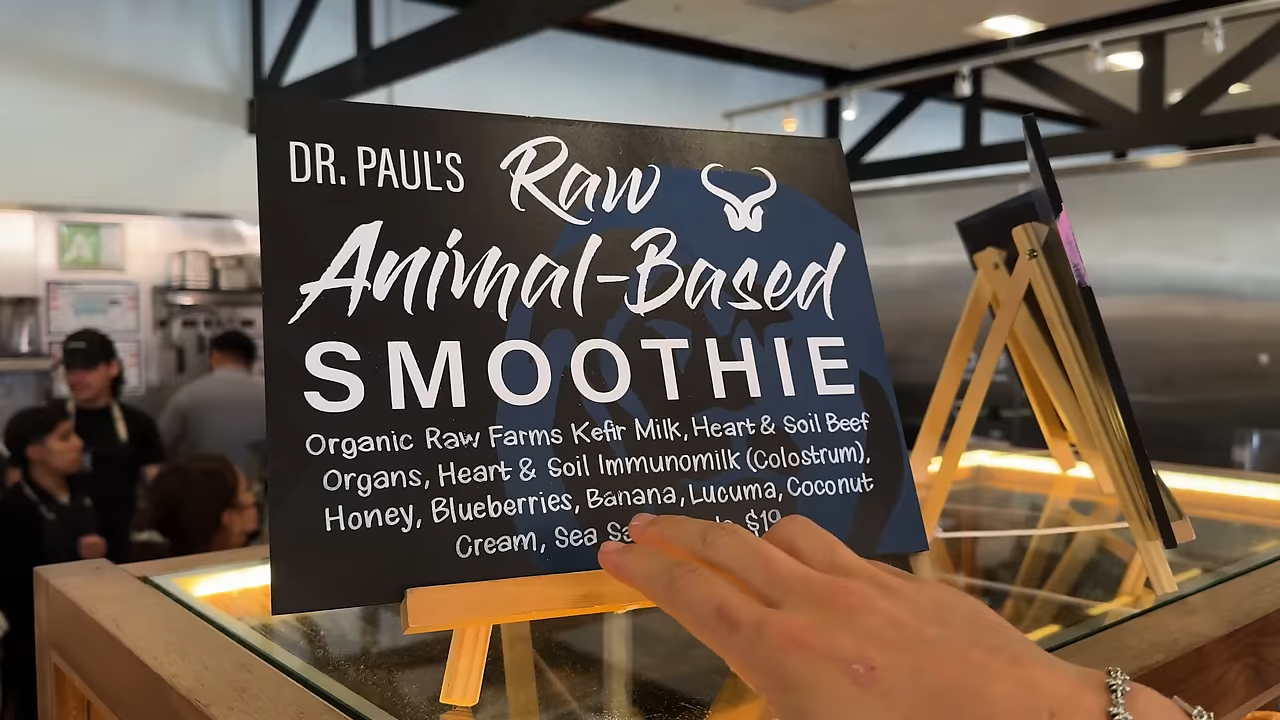 DR. PAUL'S Raw
Animal-Based
SMOOTHIE
Organic Raw Farms Kefir Milk, Heart & Soil Beef
Organs, Heart & Soil Immunomilk (Colostrum),
Honey, Blueberries, Banana, Lucuma, Coconut
Cream, Sea $19
A